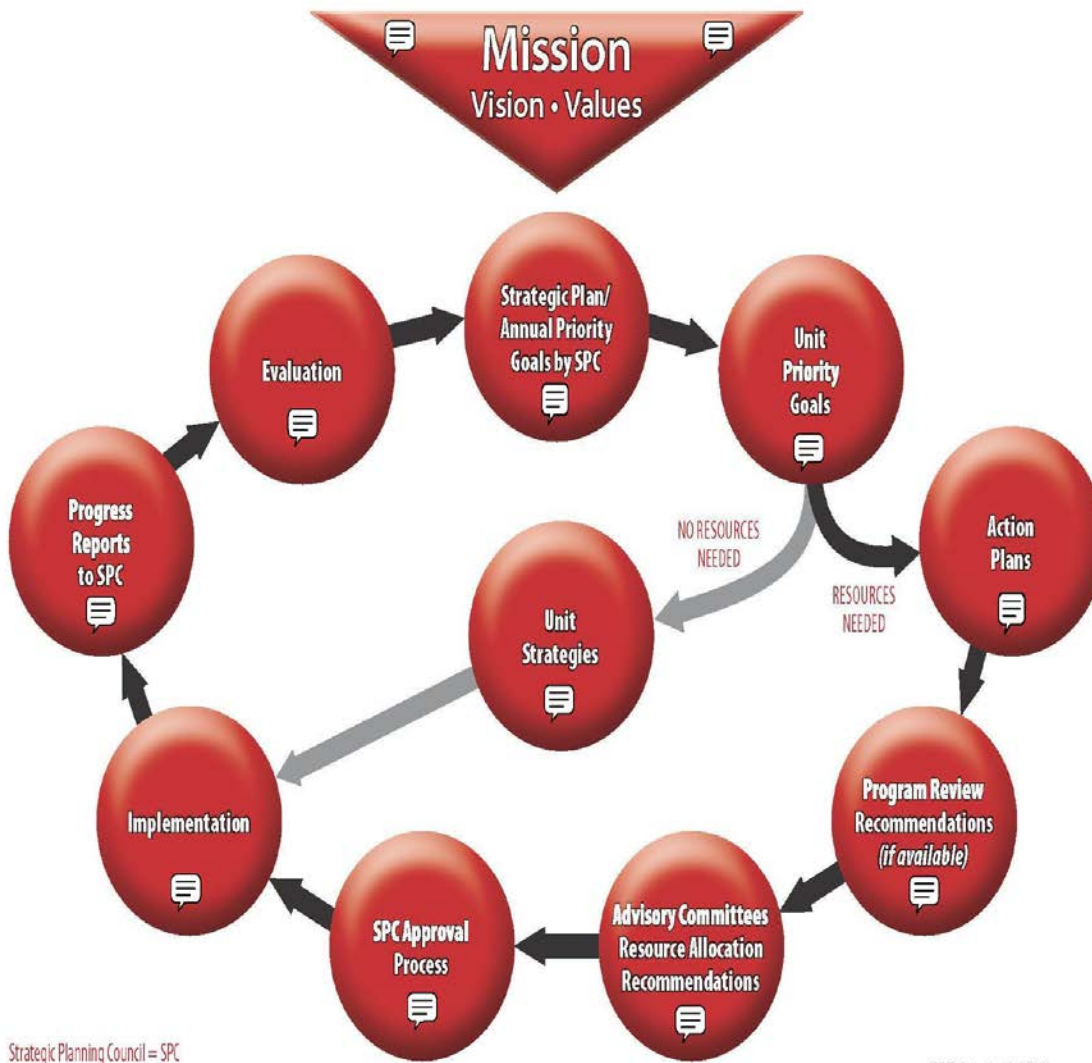 Mission
Vision • Values
Strategic Plan/
Annual Priority
Goals by SPC
Unit
Priority
Goals
Evaluation
Progress
Reports
to SPC
NO RESOURCES
NEEDED
RESOURCES
NEEDED
Action
Plans
Unit
Strategies
Program Review
Recommendations
(if available)
Implementation
SPC Approval
Process
Advisory Committees
Resource Allocation
Recommendations
Strategic Planning Council = SPC